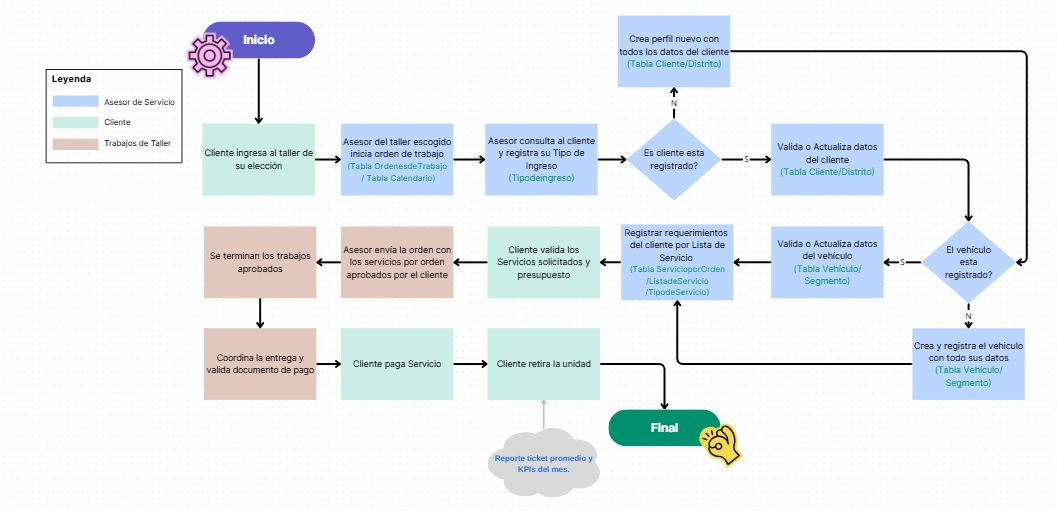 Inicio
Leyenda
Asesor de Servicio
Cliente
Trabajos de Taller
Cliente ingresa al taller de
su elección
Asesor del taller escogido
inicia orden de trabajo
(Tabla OrdenesdeTrabajo
/ Tabla Calendario)
Asesor consulta al cliente
y registra su Tipo de
Ingreso
(Tipodeingreso)
Es cliente esta
registrado?
N
Crea perfil nuevo con
todos los datos del cliente
(Tabla Cliente/Distrito)
S
Valida o Actualiza datos
del cliente
(Tabla Cliente/Distrito)
El vehículo
esta
registrado?
S
Valida o Actualiza datos
del vehículo
(Tabla Vehículo/
Segmento)
N
Crea y registra el vehiculo
con todo sus datos
(Tabla Vehículo/
Segmento)
Registrar requerimientos
del cliente por Lista de
Servicio
(Tabla ServicioporOrden
/ListadeServicio
/TipodeServicio)
Cliente valida los
Servicios solicitados y
presupuesto
Asesor envía la orden con
los servicios por orden
aprobados por el cliente
Se terminan los trabajos
aprobados
Coordina la entrega y
valida documento de pago
Cliente paga Servicio
Cliente retira la unidad
Reporte ticket promedio y
KPIs del mes.
Final